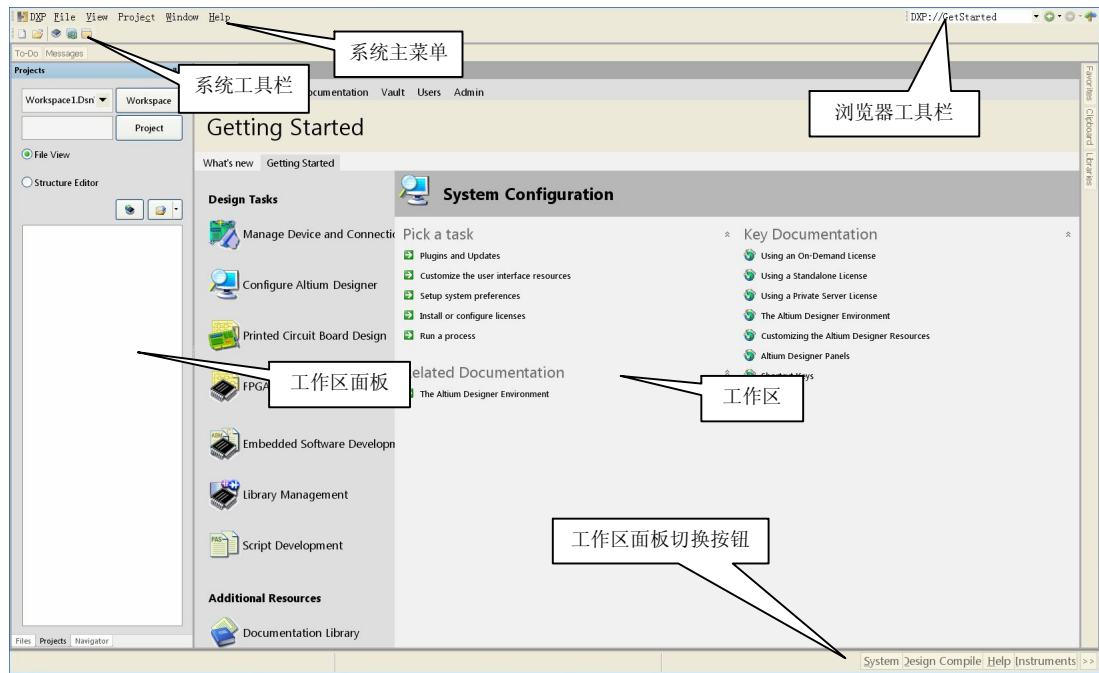 DXP File View Project Window Help
DXP://GetStarted
系统主菜单
To-Do Messages
Projects
系统工具栏
浏览器工具栏
Favorites Clipboard Libraries
Workspace1.Dsn Workspace
Vault Users Admin
Project
Getting Started
File View
What's new Getting Started
Structure Editor
Design Tasks
System Configuration
Manage Device and Connecti
Configure Altium Designer
Printed Circuit Board Design
FPGA
Embedded Software Developn
Library Management
Script Development
Additional Resources
Documentation Library
Pick a task
Plugins and Updates
Customize the user interface resources
Setup system preferences
Install or configure licenses
Run a process
elated Documentation
The Altium Designer Environment
Key Documentation
Using an On-Demand License
Using a Standalone License
Using a Private Server License
The Altium Designer Environment
Customizing the Altium Designer Resources
Altium Designer Panels
工作区面板
工作区
工作区面板切换按钮
Files Projects Navigator
System Design Compile Help Instruments >>